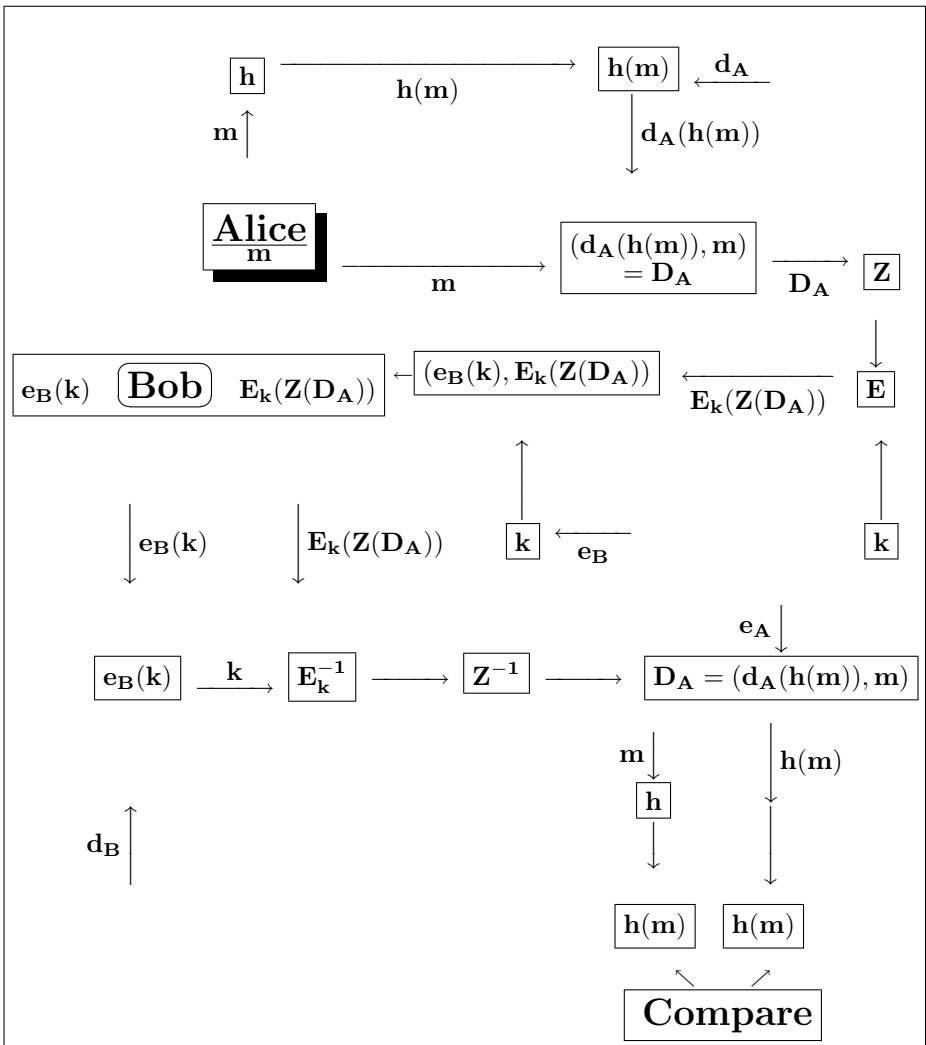 h
h(m)
h(m)
d_A
m
d_A(h(m))
Alice
m
m
(d_A(h(m)), m)
= D_A
D_A
Z
e_B(k) Bob E_k(Z(D_A))
(e_B(k), E_k(Z(D_A)))
E_k(Z(D_A))
E
e_B(k)
E_k(Z(D_A))
k
e_B
k
e_A
e_B(k)
k
E_k^{-1}
Z^{-1}
D_A = (d_A(h(m)), m)
m
h(m)
h
d_B
h(m)
h(m)
Compare